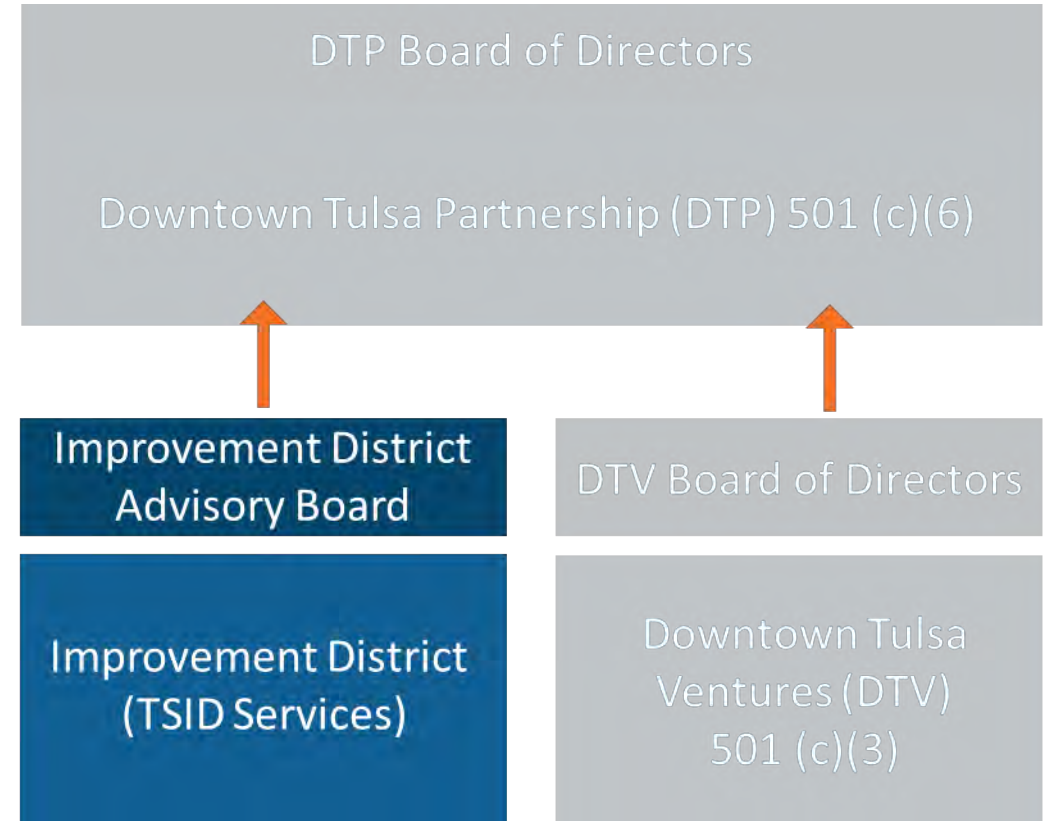 DTP Board of Directors
Downtown Tulsa Partnership (DTP) 501 (c)(6)
Improvement District
Advisory Board
DTV Board of Directors
Improvement District
(TSID Services)
Downtown Tulsa
Ventures (DTV)
501 (c)(3)